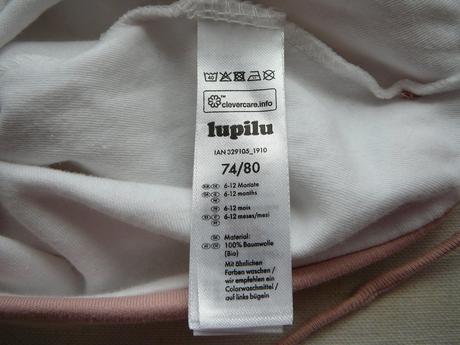 40
clevercare.info
lupilu
IAN 329105_1910
74/80
6-12 Monate
6-12 months
6-12 mois
6-12 meses/mesi
Material:
100% Baumwolle
(Bio)
Mit ähnlichen
Farben waschen /
wir empfehlen ein
Colorwaschmittel /
auf links bügeln